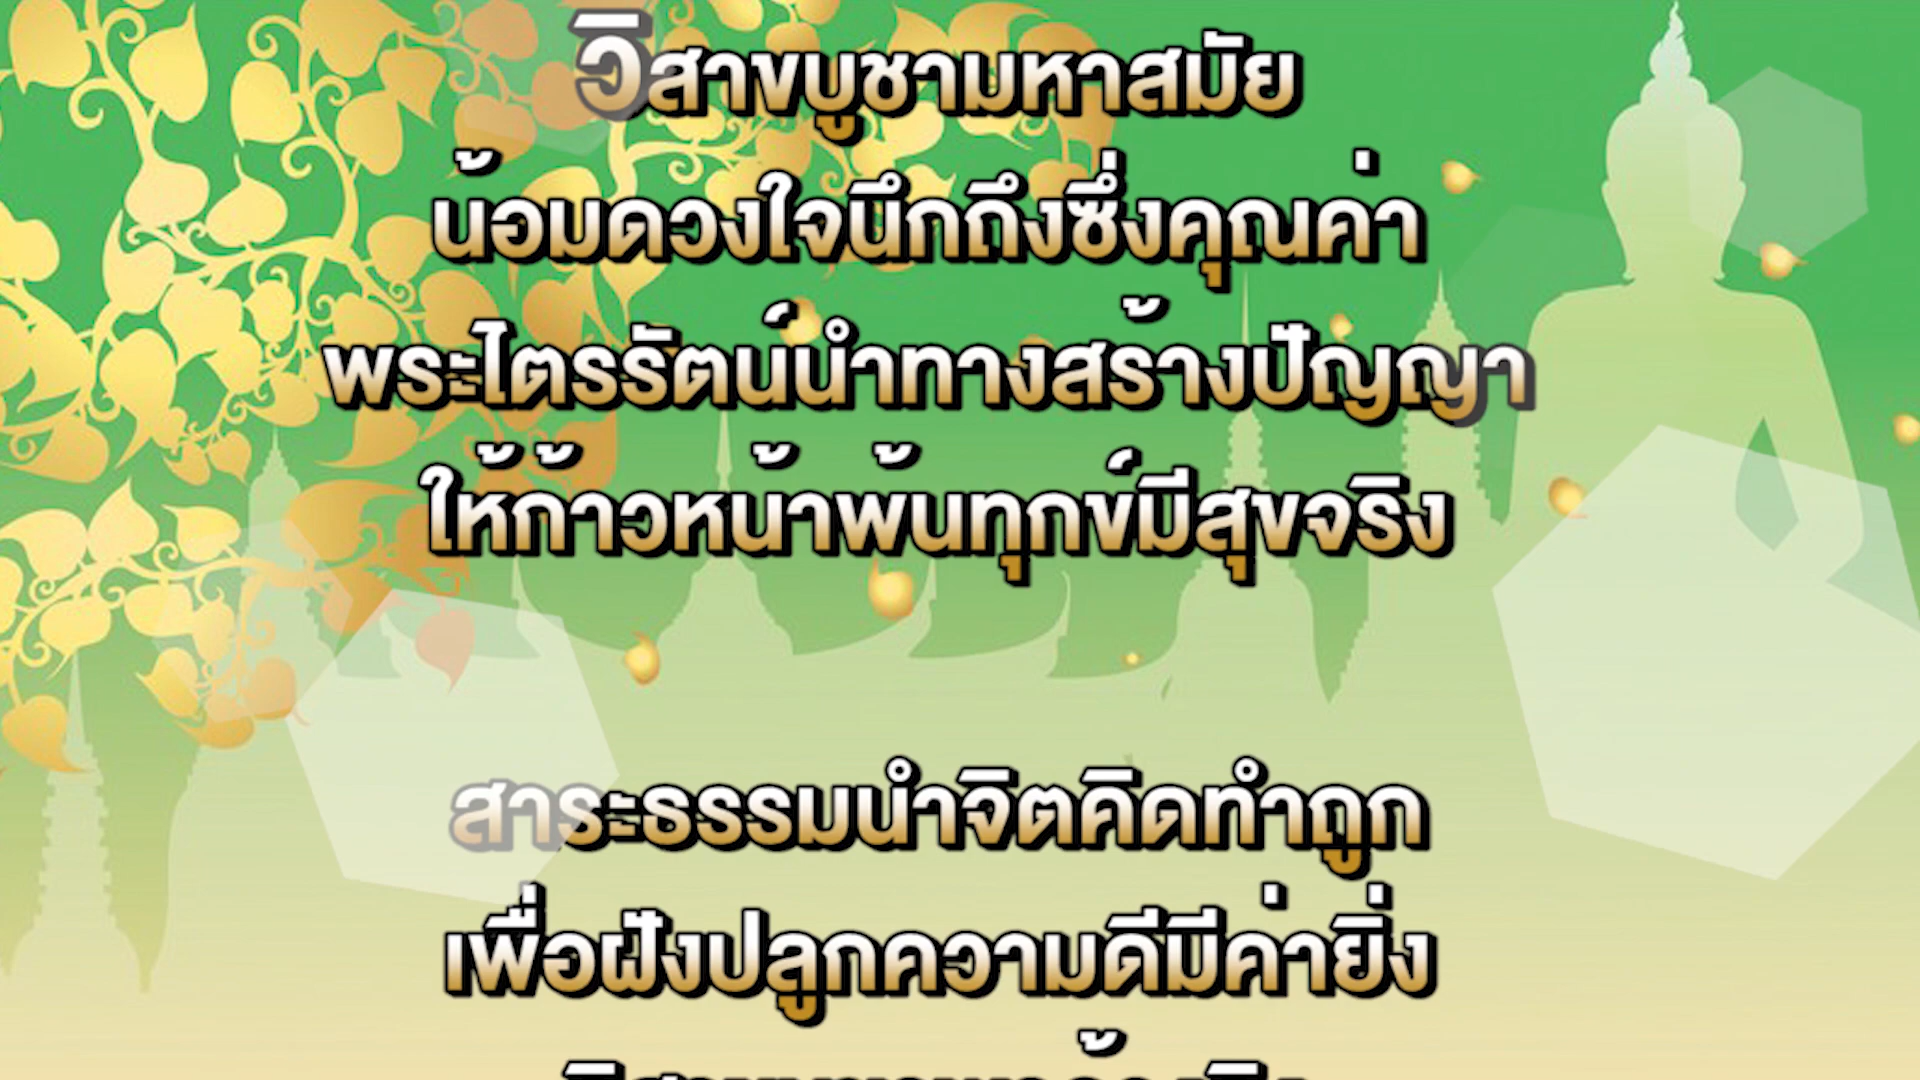 วิสาขบูชามหาสมัย
น้อมดวงใจนึกถึงซึ่งคุณค่า
พระไตรรัตน์นำทางสร้างปัญญา
ให้ก้าวหน้าพ้นทุกข์มีสุขจริง
สาระธรรมนำจิตคิดทำถูก
เพื่อฝังปลูกความดีมีค่ายิ่ง